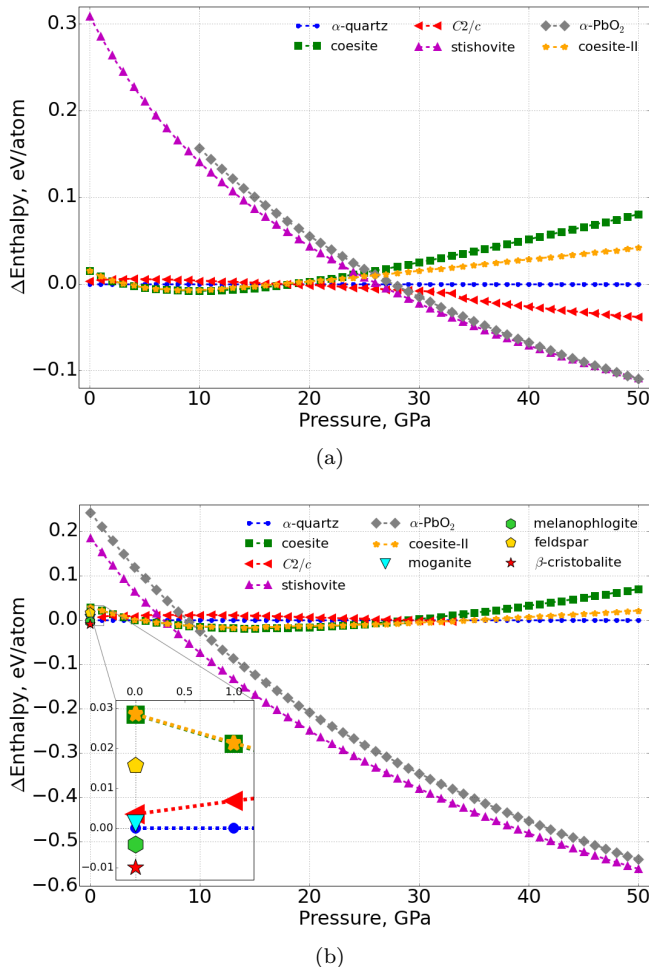 α-quartz
C2/c
α-PbO₂
coesite
stishovite
coesite-II
0.3
0.2
0.1
0.0
−0.1
ΔEnthalpy, eV/atom
0
10
20
30
40
50
Pressure, GPa
(a)
α-quartz
α-PbO₂
melanophlogite
coesite
coesite-II
feldspar
C2/c
moganite
β-cristobalite
stishovite
0.2
0.1
0.0
−0.1
−0.2
−0.3
−0.4
−0.5
−0.6
ΔEnthalpy, eV/atom
0.0
0.5
1.0
0.03
0.02
0.01
0.00
−0.01
0
10
20
30
40
50
Pressure, GPa
(b)